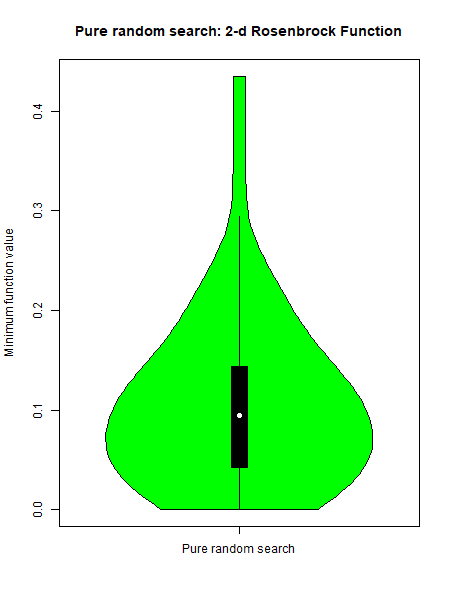 Pure random search: 2-d Rosenbrock Function
Minimum function value
0.4
0.3
0.2
0.1
0.0
Pure random search